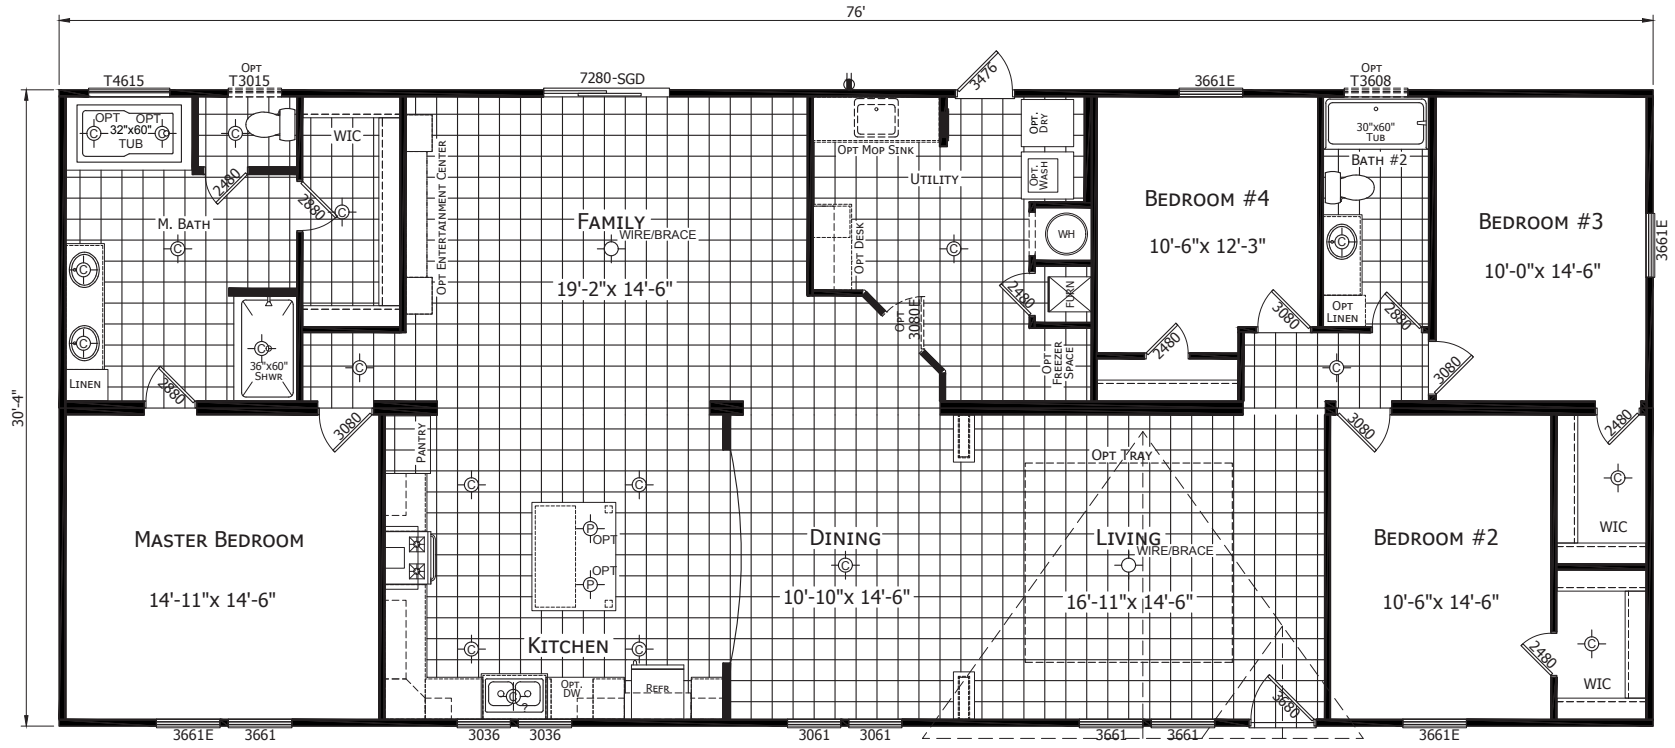 76'
30'-4"
T4615
OPT
T3015
7280-SGD
3476
3661E
OPT
T3608
OPT OPT
C C
32"x60"
TUB
C
WIC
2480
2880
C
M. BATH
C
C
C
LINEN
2880
C
36"x60"
SHWR
C
3080
OPT ENTERTAINMENT CENTER
FAMILY
WIRE/BRACE
19'-2"x 14'-6"
OPT MOP SINK
UTILITY
OPT DESK
C
OPT
3080E
OPT. DRY
OPT. WASH
WH
FURN
2480
OPT
FREEZER
SPACE
BEDROOM #4
10'-6"x 12'-3"
2480
3080
30"x60"
TUB
BATH #2
C
OPT
LINEN
2880
C
3080
3080
BEDROOM #3
10'-0"x 14'-6"
3661E
2480
C
WIC
MASTER BEDROOM
14'-11"x 14'-6"
PANTRY
C
C
P
OPT
P
OPT
KITCHEN
C
C
C
?
OPT.
DW
REFR
DINING
C
10'-10"x 14'-6"
OPT TRAY
LIVING
WIRE/BRACE
16'-11"x 14'-6"
3680
BEDROOM #2
10'-6"x 14'-6"
2480
C
WIC
3661E
3661
3036
3036
3061
3061
3661
3661
3661E